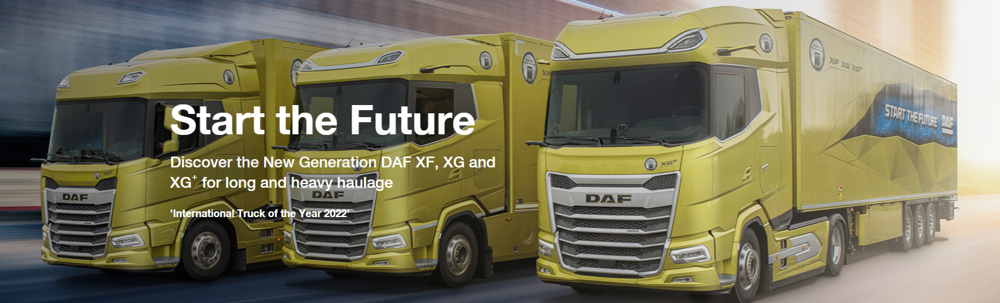 Start the Future
Discover the New Generation DAF XF, XG and
XG⁺ for long and heavy haulage
'International Truck of the Year 2022'
XF
DAF
DAF
XG⁺
DAF
480
XF XG XG⁺
START THE FUTURE DAF